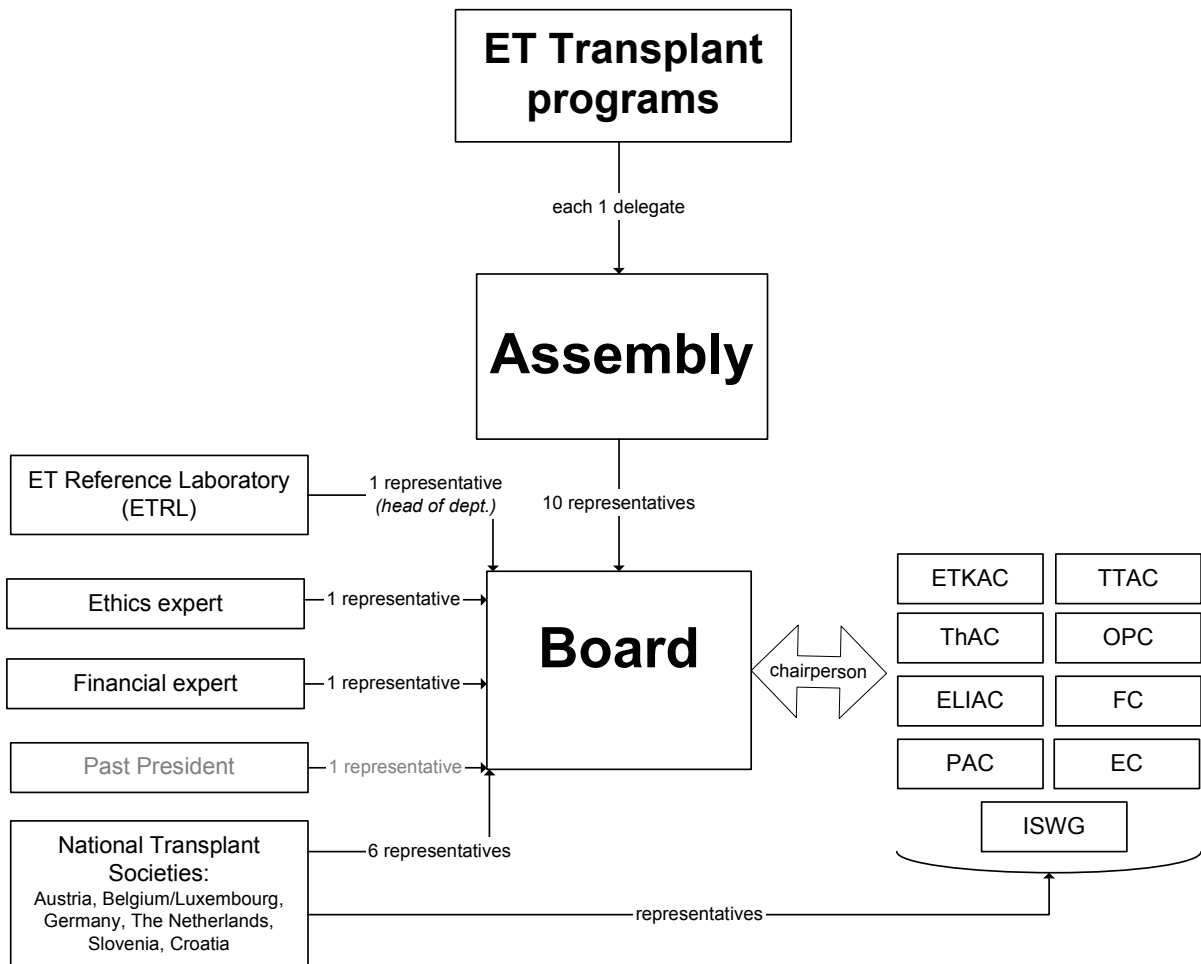 ET Transplant
programs
each 1 delegate
Assembly
ET Reference Laboratory
(ETRL)
1 representative
(head of dept.)
10 representatives
Ethics expert
1 representative
Financial expert
1 representative
Past President
1 representative
National Transplant
Societies:
Austria, Belgium/Luxembourg,
Germany, The Netherlands,
Slovenia, Croatia
6 representatives
representatives
Board
chairperson
ETKAC
TTAC
ThAC
OPC
ELIAC
FC
PAC
EC
ISWG